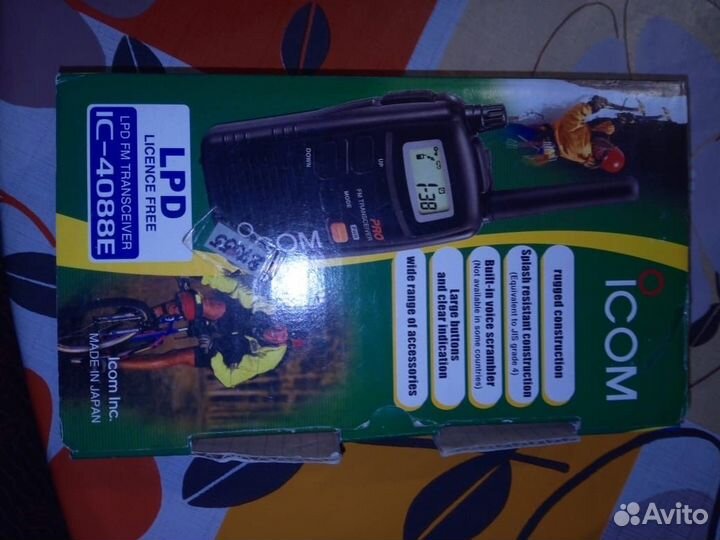 ICOM
rugged construction
Splash resistant construction
(Equivalent to JIS grade 4)
Built-in voice scrambler
(Not available in some countries)
Large buttons
and clear indication
wide range of accessories
UP
DOWN
1-38
FM TRANSCEIVER
PRO
MODE
ICOM
LPD
LICENCE FREE
LPD FM TRANSCEIVER
IC-4088E
Icom Inc.
MADE IN JAPAN
Avito